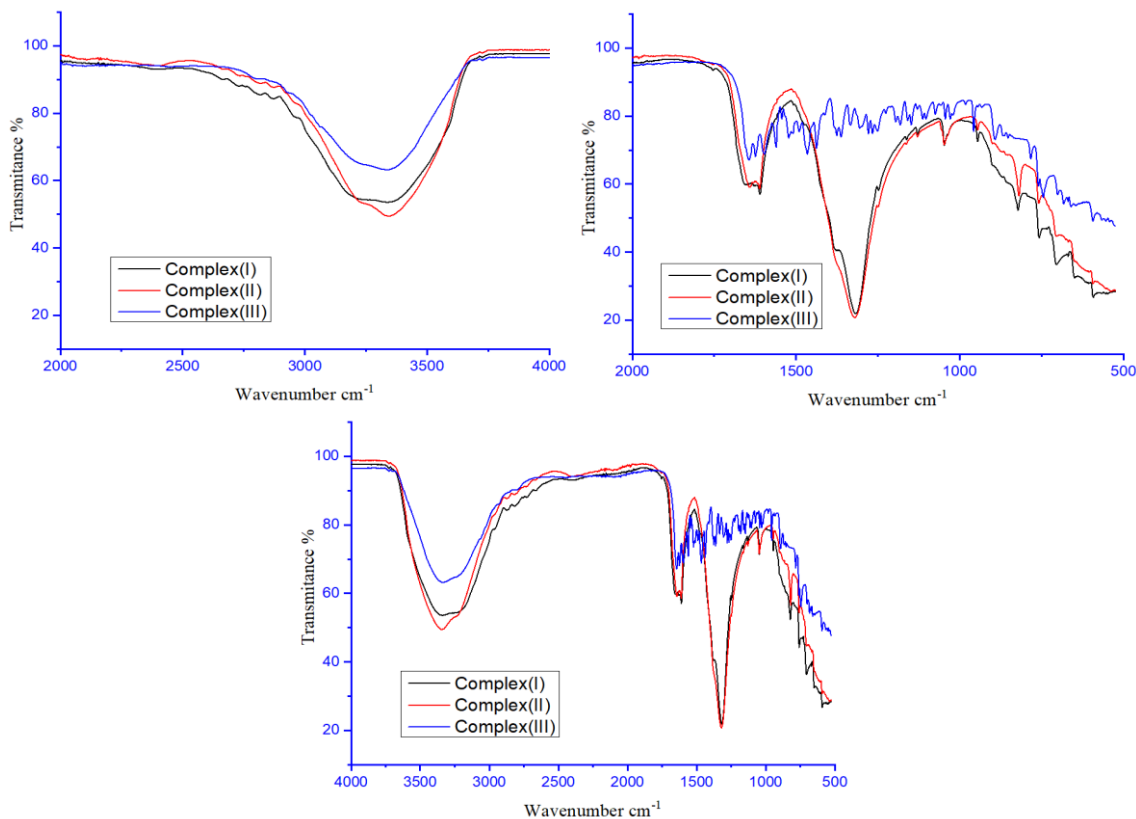 100
80
60
40
20
Transmitance %
Complex(I)
Complex(II)
Complex(III)
2000 2500 3000 3500 4000
Wavenumber cm-1
100
80
60
40
20
Transmitance %
Complex(I)
Complex(II)
Complex(III)
2000 1500 1000 500
Wavenumber cm-1
100
80
60
40
20
Transmitance %
Complex(I)
Complex(II)
Complex(III)
4000 3500 3000 2500 2000 1500 1000 500
Wavenumber cm-1